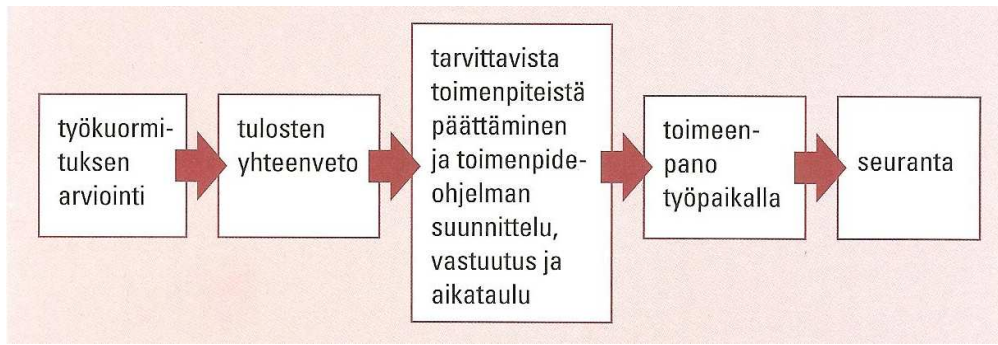 työkuormi-
tuksen
arviointi
tulosten
yhteenveto
tarvittavista
toimenpiteistä
päättäminen
ja toimenpide-
ohjelman
suunnittelu,
vastuutus ja
aikataulu
toimeen-
pano
työpaikalla
seuranta